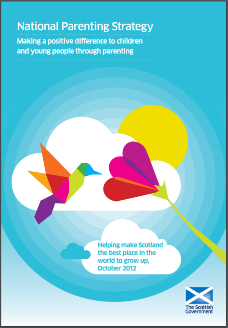 National Parenting Strategy
Making a positive difference to children
and young people through parenting
Helping make Scotland
the best place in the
world to grow up,
October 2012
The Scottish
Government